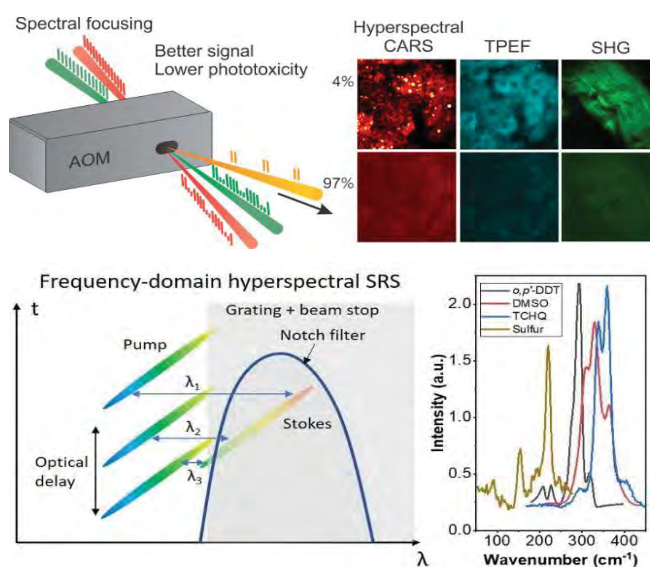 Spectral focusing
Better signal
Lower phototoxicity
AOM
Hyperspectral
CARS
TPEF
SHG
4%
97%
Frequency-domain hyperspectral SRS
t
Grating + beam stop
Notch filter
Pump
λ1
λ2
λ3
Stokes
Optical
delay
λ
2.0
1.5
1.0
0.5
0.0
Intensity (a.u.)
o,p'-DDT
DMSO
TCHQ
Sulfur
100 200 300 400
Wavenumber (cm⁻¹)